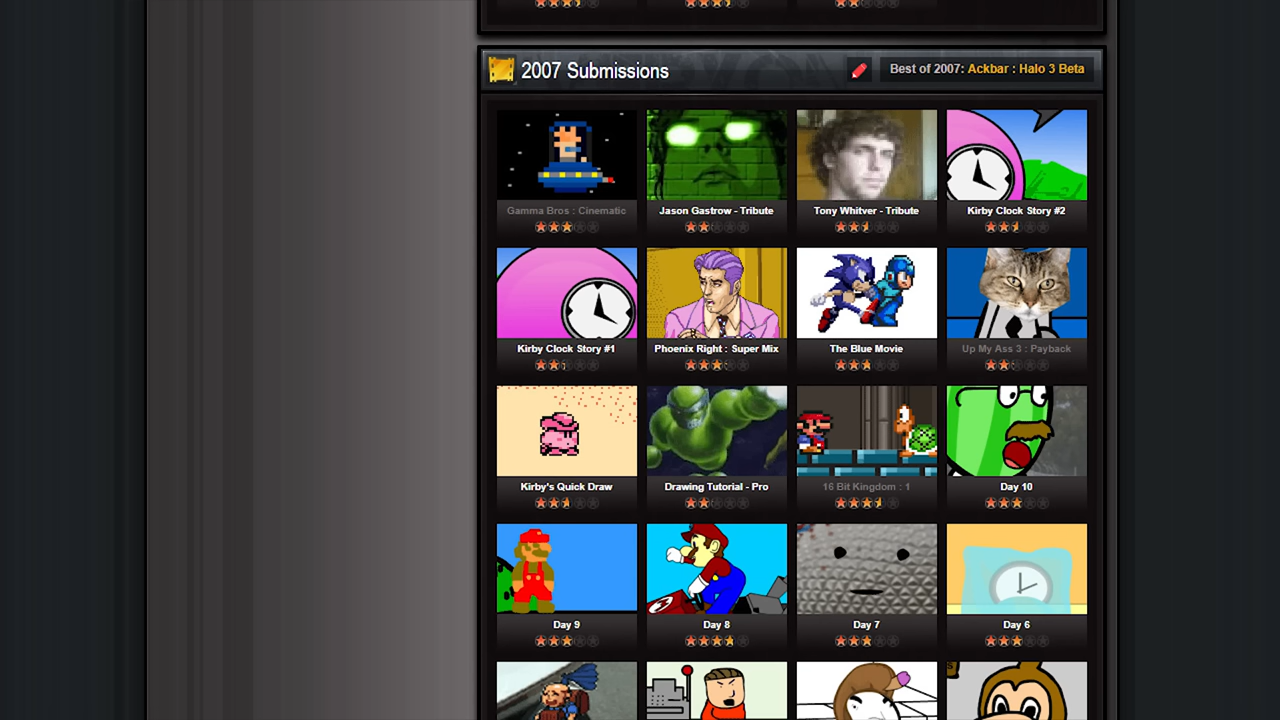 2007 Submissions
Best of 2007: Ackbar : Halo 3 Beta
Gamma Bros : Cinematic
Jason Gastrow - Tribute
Tony Whitver - Tribute
Kirby Clock Story #2
Kirby Clock Story #1
Phoenix Right : Super Mix
The Blue Movie
Up My Ass 3 : Payback
Kirby's Quick Draw
Drawing Tutorial - Pro
16 Bit Kingdom : 1
Day 10
Day 9
Day 8
Day 7
Day 6